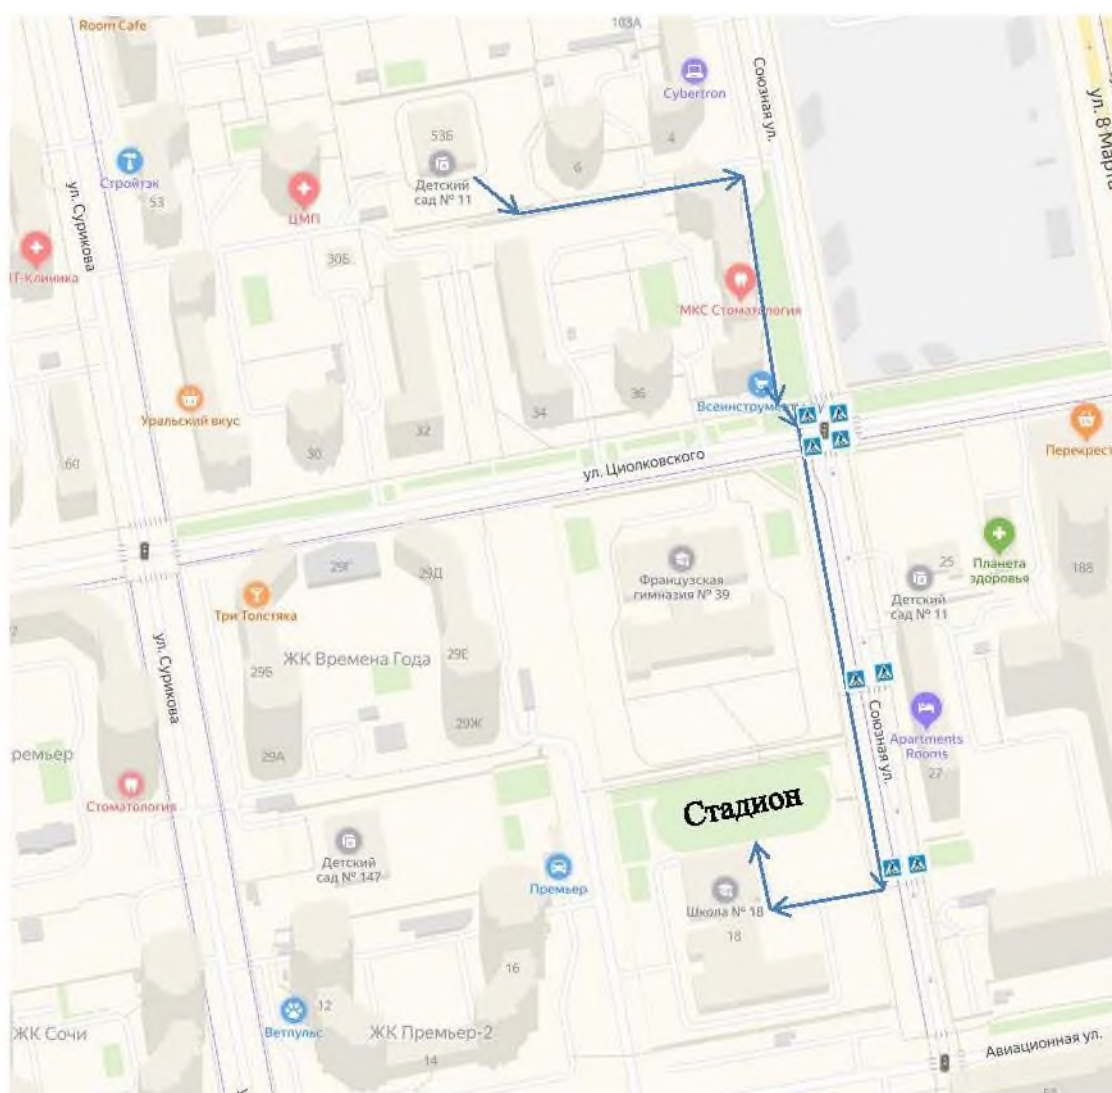 Room Cafe
103А
Союзная ул.
Cybertron
ул. 8 Марта
53Б
4
6
Стройтэк
Детский
сад № 11
ул. Сурикова
53
ЦМП
30Б
МКС Стоматология
36
Всеинструмент
34
Уральский вкус
32
30
60
Перекрест
ул. Циолковского
29Г
29Д
Французская
гимназия № 39
25
Планета
здоровья
188
Детский
сад № 11
Три Толстяка
ул. Сурикова
ЖК Времена Года
29Е
29Б
29Ж
29А
Союзная ул.
Apartments
Rooms
27
ремьер
Стоматология
Стадион
Детский
сад № 147
Премьер
Школа № 18
18
16
12
Ветпульс
ЖК Сочи
ЖК Премьер-2
14
Авиационная ул.